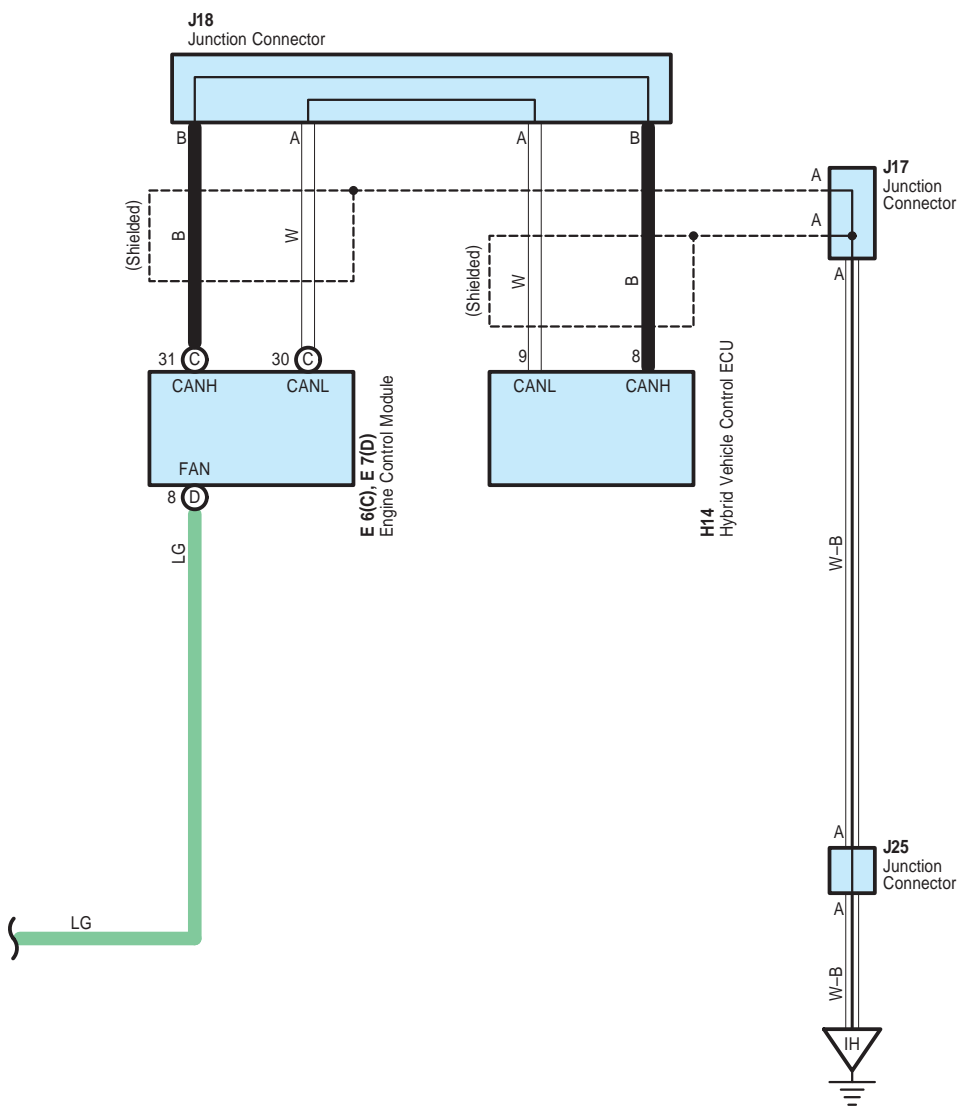 J18
Junction Connector
B
A
A
B
A
J17
Junction
Connector
A
(Shielded)
B
W
(Shielded)
W
B
A
31 C
30 C
9
8
CANH
CANL
CANL
CANH
FAN
E 6(C), E 7(D)
Engine Control Module
H14
Hybrid Vehicle Control ECU
8 D
LG
W–B
A
J25
Junction
Connector
A
LG
W–B
IH